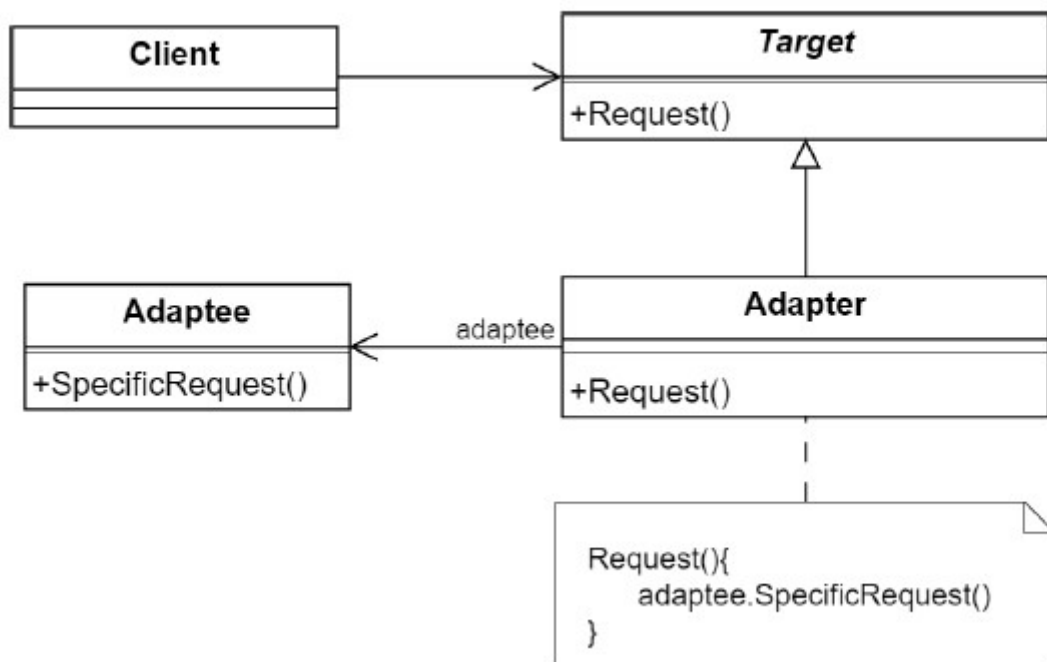 Client
Target
+Request()
Adaptee
+SpecificRequest()
adaptee
Adapter
+Request()
Request(){
adaptee.SpecificRequest()
}